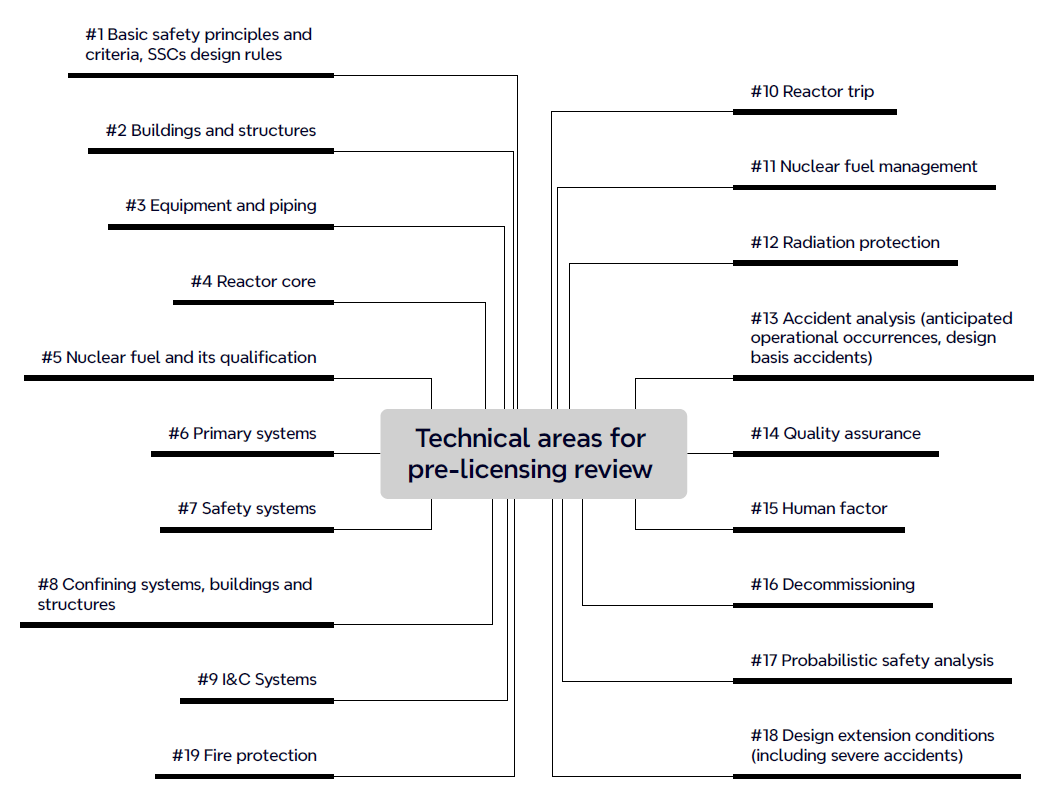 #1 Basic safety principles and
criteria, SSCs design rules
#2 Buildings and structures
#3 Equipment and piping
#4 Reactor core
#5 Nuclear fuel and its qualification
#6 Primary systems
#7 Safety systems
#8 Confining systems, buildings and
structures
#9 I&C Systems
#19 Fire protection
Technical areas for
pre-licensing review
#10 Reactor trip
#11 Nuclear fuel management
#12 Radiation protection
#13 Accident analysis (anticipated
operational occurrences, design
basis accidents)
#14 Quality assurance
#15 Human factor
#16 Decommissioning
#17 Probabilistic safety analysis
#18 Design extension conditions
(including severe accidents)